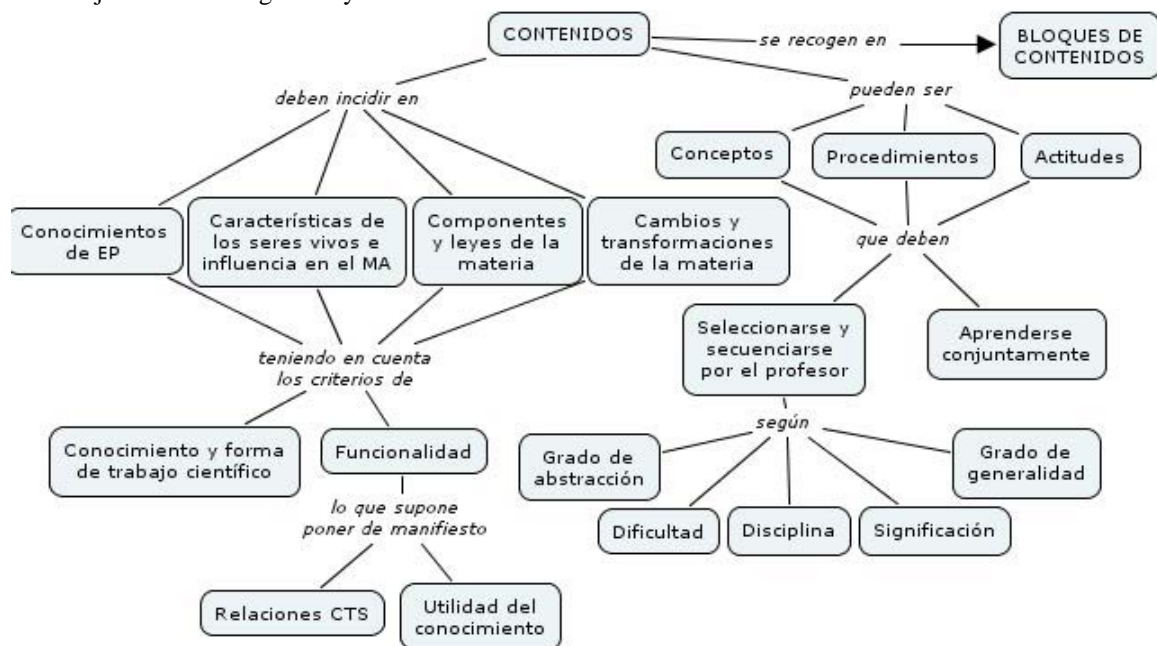 CONTENIDOS
se recogen en
BLOQUES DE
CONTENIDOS
deben incidir en
pueden ser
Conceptos
Procedimientos
Actitudes
Conocimientos
de EP
Características de
los seres vivos e
influencia en el MA
Componentes
y leyes de la
materia
Cambios y
transformaciones
de la materia
que deben
Seleccionarse y
secuenciarse
por el profesor
Aprenderse
conjuntamente
teniendo en cuenta
los criterios de
según
Conocimiento y forma
de trabajo científico
Funcionalidad
Grado de
abstracción
Dificultad
Disciplina
Significación
Grado de
generalidad
lo que supone
poner de manifiesto
Relaciones CTS
Utilidad del
conocimiento